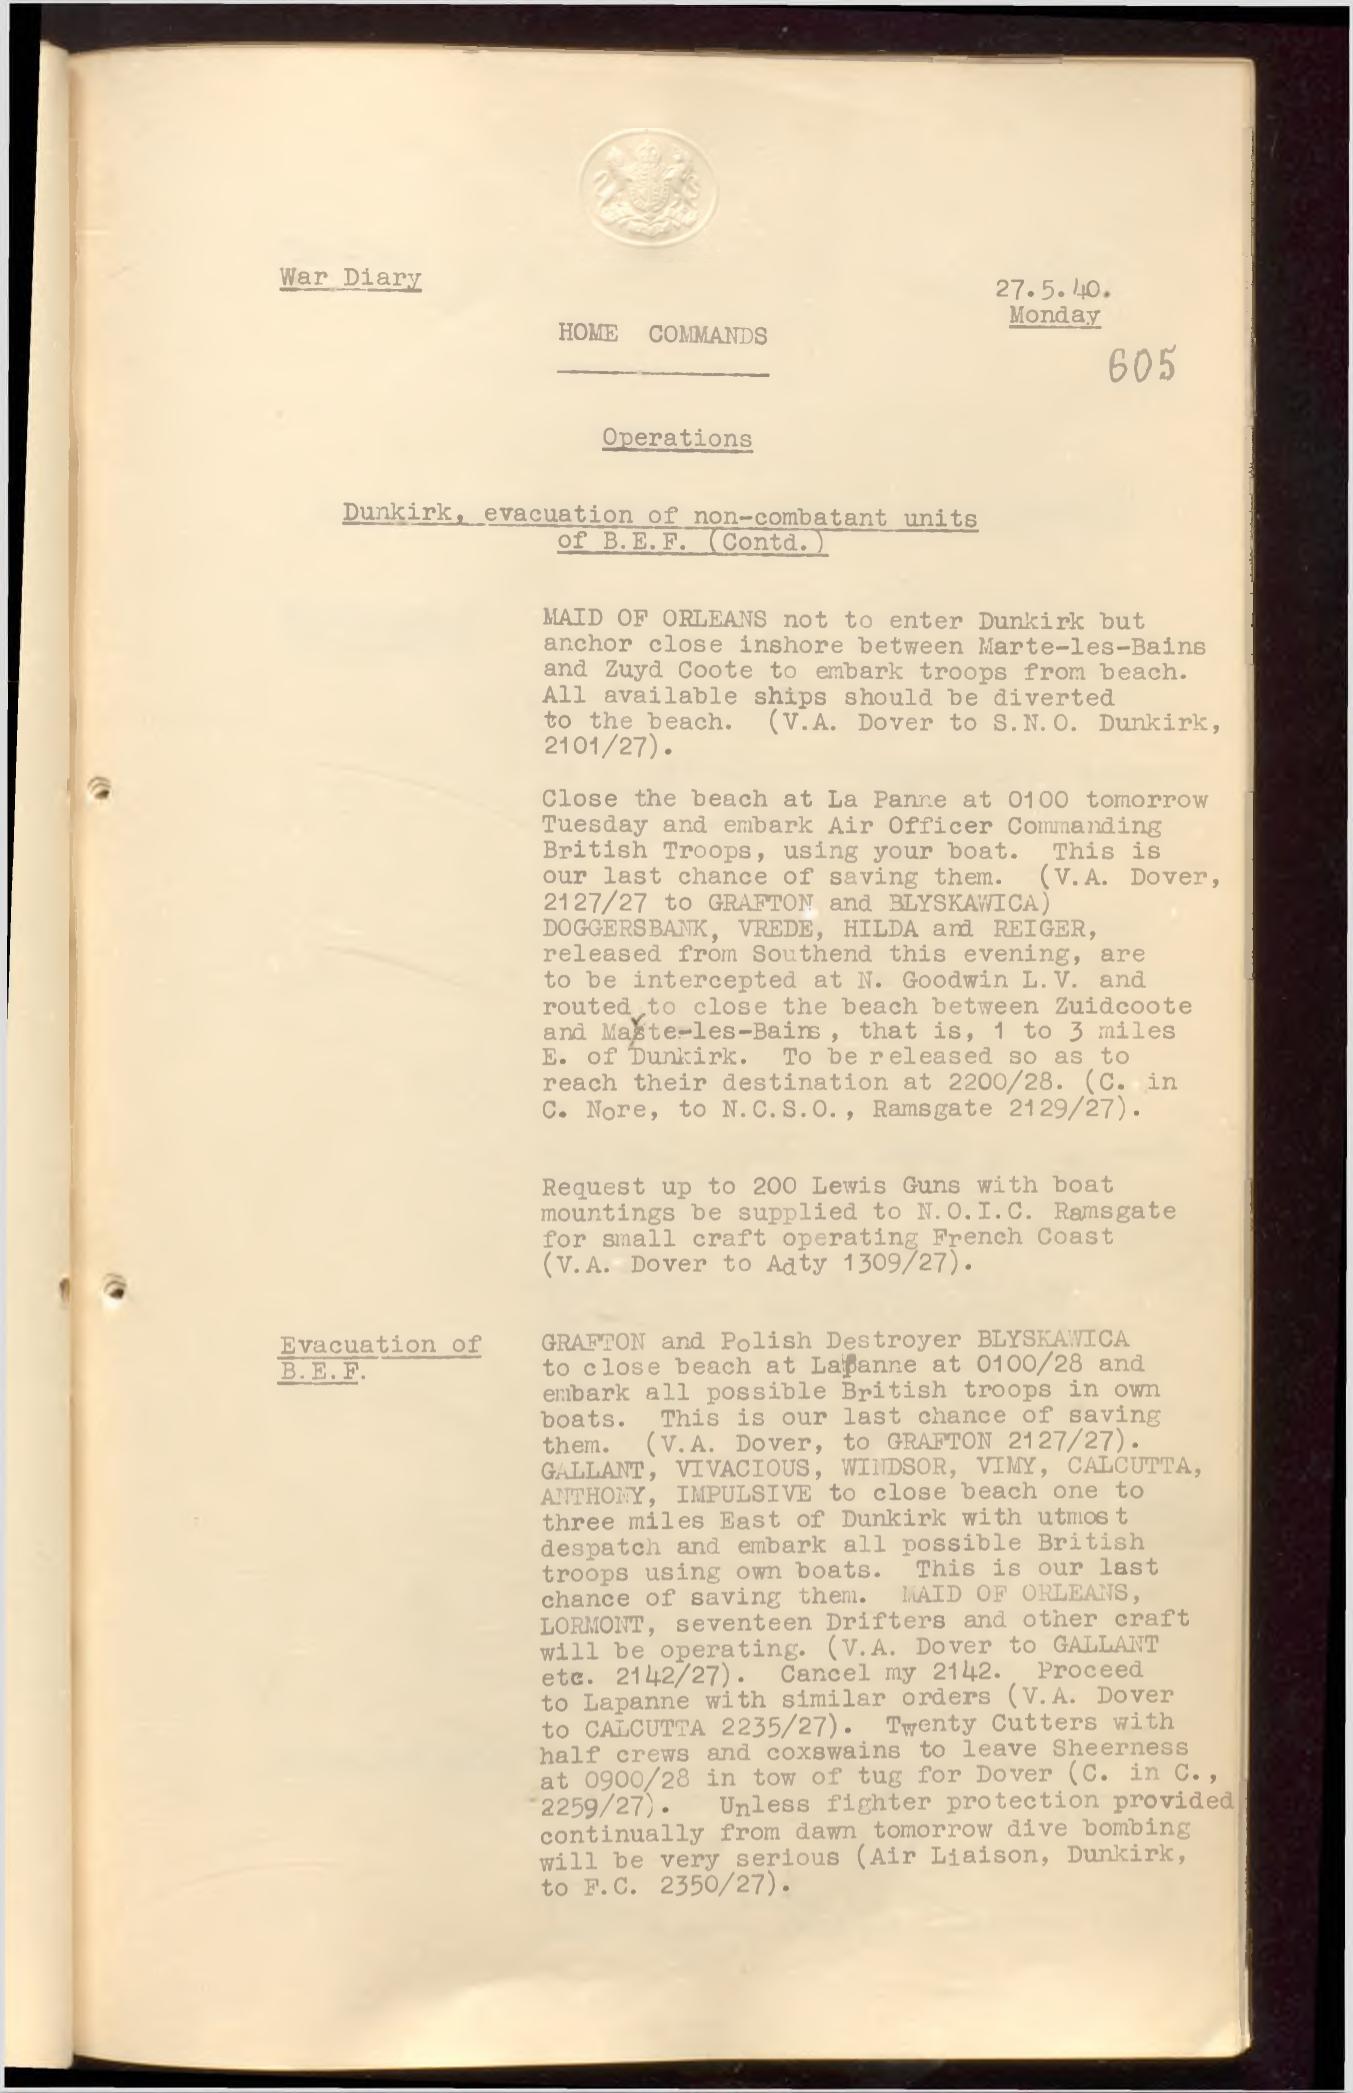 War Diary
27.5.40.
Monday
HOME COMMANDS
605
Operations
Dunkirk, evacuation of non-combatant units
of B.E.F. (Contd.)
MAID OF ORLEANS not to enter Dunkirk but
anchor close inshore between Marte-les-Bains
and Zuyd Coote to embark troops from beach.
All available ships should be diverted
to the beach. (V.A. Dover to S.N.O. Dunkirk,
2101/27).
Close the beach at La Panne at 0100 tomorrow
Tuesday and embark Air Officer Commanding
British Troops, using your boat. This is
our last chance of saving them. (V.A. Dover,
2127/27 to GRAFTON and BLYSKAWICA)
DOGGERSBANK, VREDE, HILDA and REIGER,
released from Southend this evening, are
to be intercepted at N. Goodwin L.V. and
routed to close the beach between Zuidcoote
and Marte-les-Bains, that is, 1 to 3 miles
E. of Dunkirk. To be released so as to
reach their destination at 2200/28. (C. in
C. Nore, to N.C.S.O., Ramsgate 2129/27).
Request up to 200 Lewis Guns with boat
mountings be supplied to N.O.I.C. Ramsgate
for small craft operating French Coast
(V.A. Dover to Adty 1309/27).
Evacuation of
B.E.F.
GRAFTON and Polish Destroyer BLYSKAWICA
to close beach at Lapanne at 0100/28 and
embark all possible British troops in own
boats. This is our last chance of saving
them. (V.A. Dover, to GRAFTON 2127/27).
GALLANT, VIVACIOUS, WINDSOR, VIMY, CALCUTTA,
ANTHONY, IMPULSIVE to close beach one to
three miles East of Dunkirk with utmost
despatch and embark all possible British
troops using own boats. This is our last
chance of saving them. MAID OF ORLEANS,
LORMONT, seventeen Drifters and other craft
will be operating. (V.A. Dover to GALLANT
etc. 2142/27). Cancel my 2142. Proceed
to Lapanne with similar orders (V.A. Dover
to CALCUTTA 2235/27). Twenty Cutters with
half crews and coxswains to leave Sheerness
at 0900/28 in tow of tug for Dover (C. in C.,
2259/27). Unless fighter protection provided
continually from dawn tomorrow dive bombing
will be very serious (Air Liaison, Dunkirk,
to F.C. 2350/27).